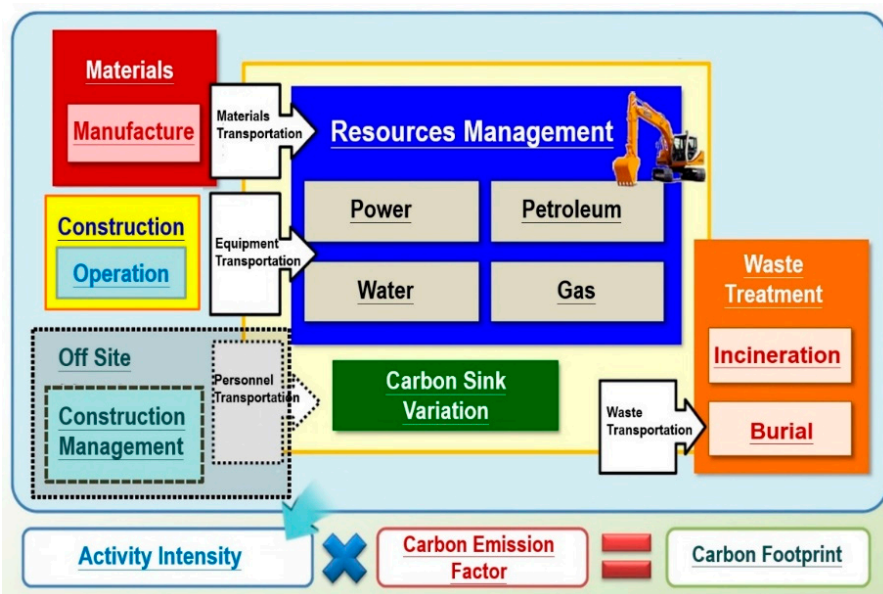 Materials
Manufacture
Materials
Transportation
Resources Management
Power
Petroleum
Water
Gas
Construction
Operation
Equipment
Transportation
Off Site
Construction
Management
Personnel
Transportation
Carbon Sink
Variation
Waste
Transportation
Waste
Treatment
Incineration
Burial
Activity Intensity
Carbon Emission
Factor
Carbon Footprint